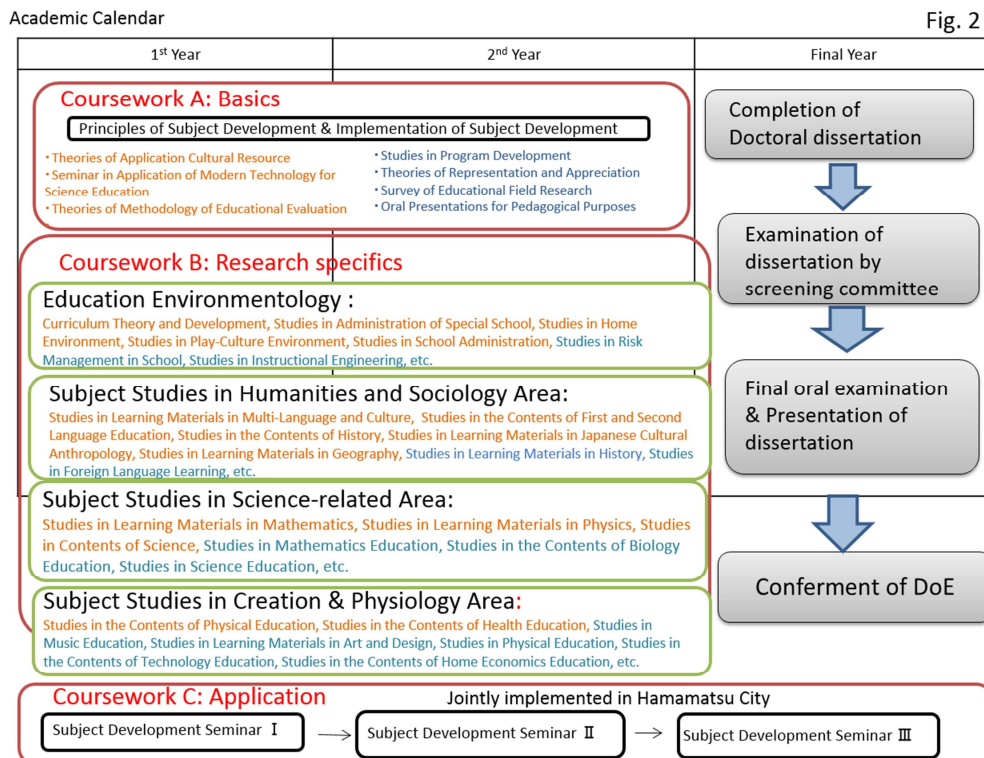 Academic Calendar
Fig. 2
1st Year
2nd Year
Final Year
Coursework A: Basics
Principles of Subject Development & Implementation of Subject Development
・Theories of Application Cultural Resource
・Seminar in Application of Modern Technology for
Science Education
・Theories of Methodology of Educational Evaluation
・Studies in Program Development
・Theories of Representation and Appreciation
・Survey of Educational Field Research
・Oral Presentations for Pedagogical Purposes
Coursework B: Research specifics
Education Environmentology :
Curriculum Theory and Development, Studies in Administration of Special School, Studies in Home
Environment, Studies in Play-Culture Environment, Studies in School Administration, Studies in Risk
Management in School, Studies in Instructional Engineering, etc.
Subject Studies in Humanities and Sociology Area:
Studies in Learning Materials in Multi-Language and Culture, Studies in the Contents of First and Second
Language Education, Studies in the Contents of History, Studies in Learning Materials in Japanese Cultural
Anthropology, Studies in Learning Materials in Geography, Studies in Learning Materials in History, Studies
in Foreign Language Learning, etc.
Subject Studies in Science-related Area:
Studies in Learning Materials in Mathematics, Studies in Learning Materials in Physics, Studies
in Contents of Science, Studies in Mathematics Education, Studies in the Contents of Biology
Education, Studies in Science Education, etc.
Subject Studies in Creation & Physiology Area:
Studies in the Contents of Physical Education, Studies in the Contents of Health Education, Studies in
Music Education, Studies in Learning Materials in Art and Design, Studies in Physical Education, Studies in
the Contents of Technology Education, Studies in the Contents of Home Economics Education, etc.
Completion of
Doctoral dissertation
Examination of
dissertation by
screening committee
Final oral examination
& Presentation of
dissertation
Conferment of DoE
Coursework C: Application
Jointly implemented in Hamamatsu City
Subject Development Seminar Ⅰ
Subject Development Seminar Ⅱ
Subject Development Seminar Ⅲ